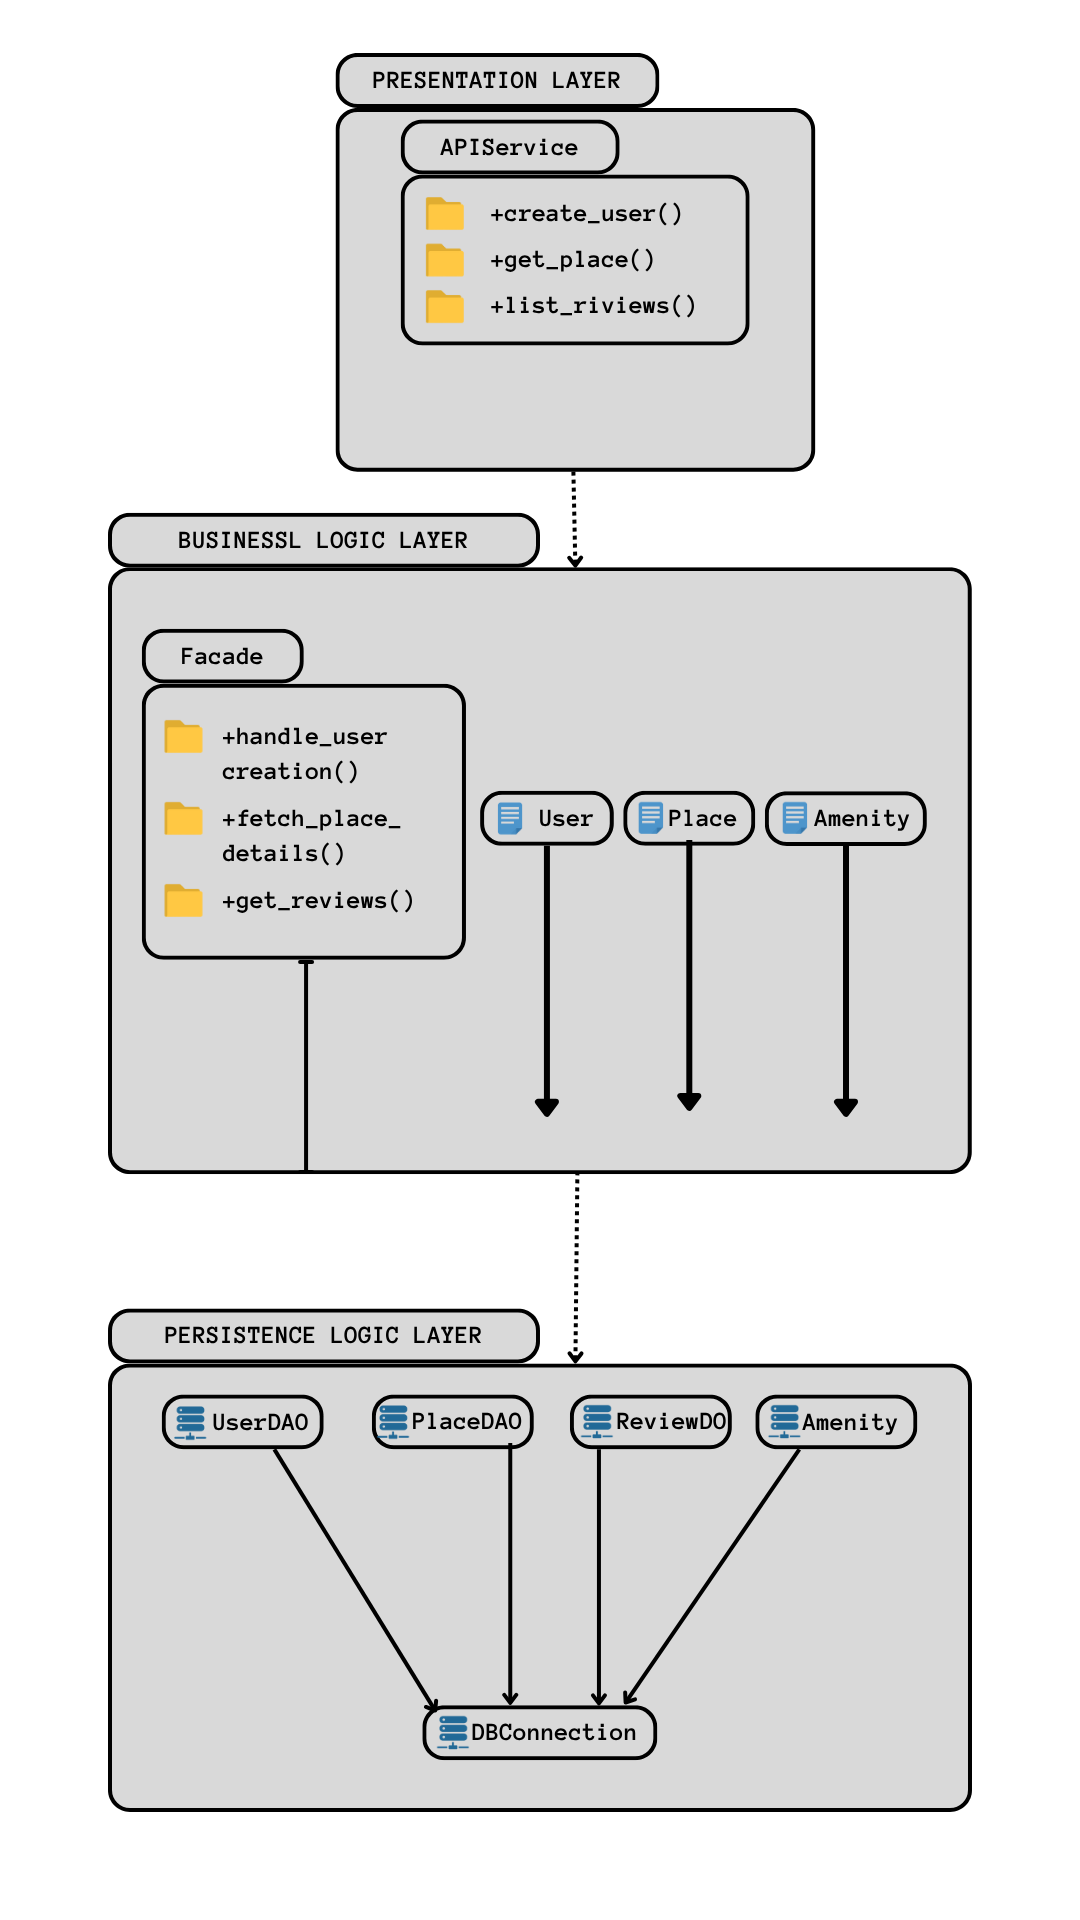 PRESENTATION LAYER
APIService
+create_user()
+get_place()
+list_riviews()
BUSINESSL LOGIC LAYER
Facade
+handle_user
creation()
+fetch_place_
details()
+get_reviews()
User
Place
Amenity
PERSISTENCE LOGIC LAYER
UserDAO
PlaceDAO
ReviewDO
Amenity
DBConnection